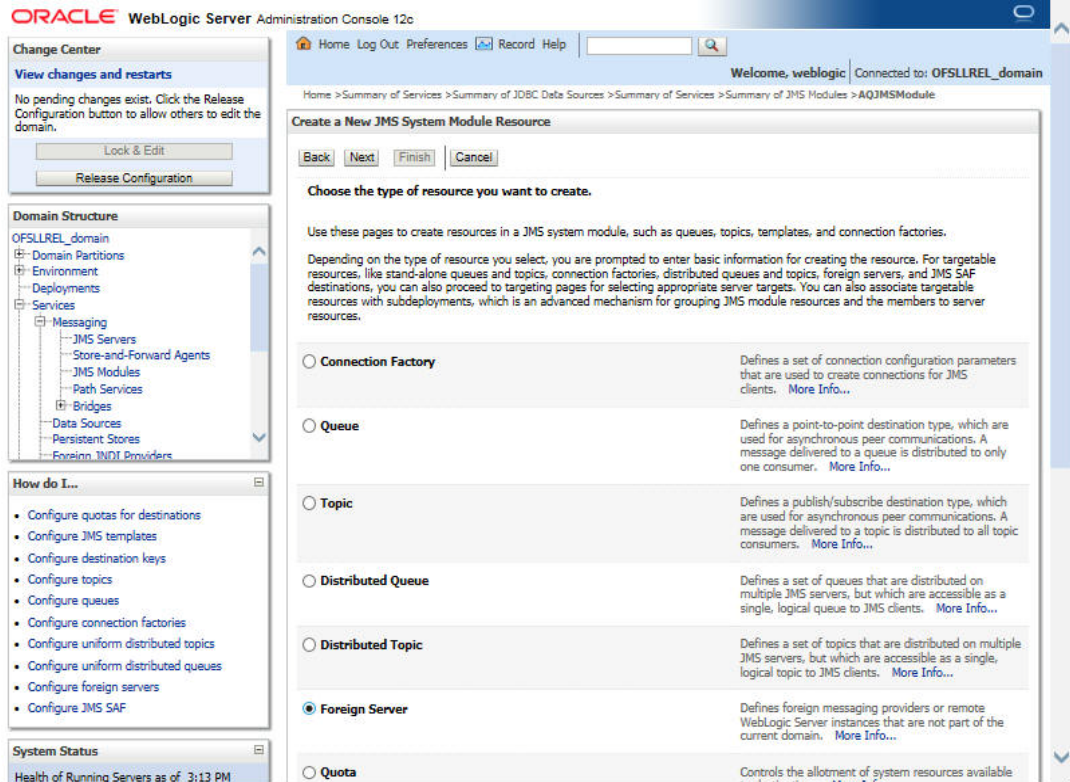 ORACLE WebLogic Server Administration Console 12c
Change Center
View changes and restarts
No pending changes exist. Click the Release
Configuration button to allow others to edit the
domain.
Lock & Edit
Release Configuration
Domain Structure
OFSLLREL_domain
Domain Partitions
Environment
Deployments
Services
Messaging
JMS Servers
Store-and-Forward Agents
JMS Modules
Path Services
Bridges
Data Sources
Persistent Stores
Foreign JNDI Providers
How do I...
Configure quotas for destinations
Configure JMS templates
Configure destination keys
Configure topics
Configure queues
Configure connection factories
Configure uniform distributed topics
Configure uniform distributed queues
Configure foreign servers
Configure JMS SAF
System Status
Health of Running Servers as of 3:13 PM
Home Log Out Preferences Record Help
Welcome, weblogic Connected to: OFSLLREL_domain
Home >Summary of Services >Summary of JDBC Data Sources >Summary of Services >Summary of JMS Modules >AQJMSModule
Create a New JMS System Module Resource
Back Next Finish Cancel
Choose the type of resource you want to create.
Use these pages to create resources in a JMS system module, such as queues, topics, templates, and connection factories.
Depending on the type of resource you select, you are prompted to enter basic information for creating the resource. For targetable
resources, like stand-alone queues and topics, connection factories, distributed queues and topics, foreign servers, and JMS SAF
destinations, you can also proceed to targeting pages for selecting appropriate server targets. You can also associate targetable
resources with subdeployments, which is an advanced mechanism for grouping JMS module resources and the members to server
resources.
Connection Factory
Defines a set of connection configuration parameters
that are used to create connections for JMS
clients. More Info...
Queue
Defines a point-to-point destination type, which are
used for asynchronous peer communications. A
message delivered to a queue is distributed to only
one consumer. More Info...
Topic
Defines a publish/subscribe destination type, which
are used for asynchronous peer communications. A
message delivered to a topic is distributed to all topic
consumers. More Info...
Distributed Queue
Defines a set of queues that are distributed on
multiple JMS servers, but which are accessible as a
single, logical queue to JMS clients. More Info...
Distributed Topic
Defines a set of topics that are distributed on multiple
JMS servers, but which are accessible as a single,
logical topic to JMS clients. More Info...
Foreign Server
Defines foreign messaging providers or remote
WebLogic Server instances that are not part of the
current domain. More Info...
Quota
Controls the allotment of system resources available